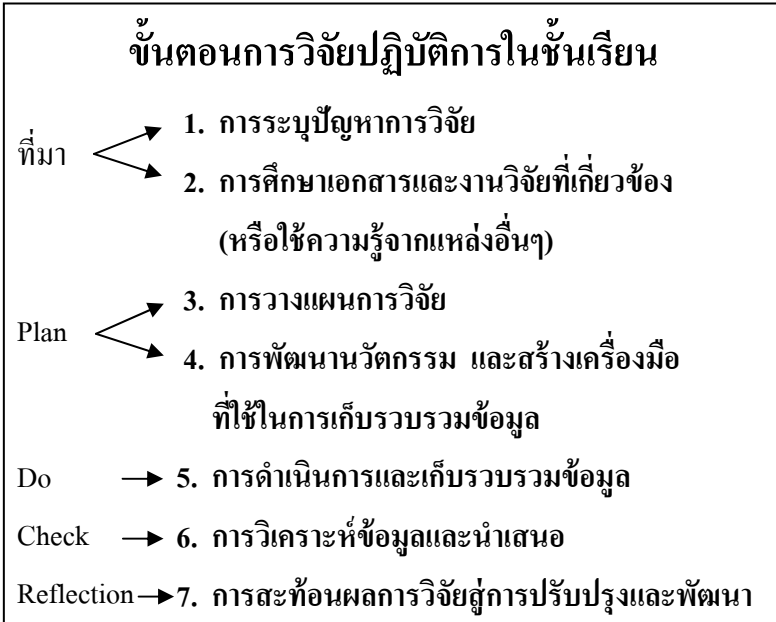 ขั้นตอนการวิจัยปฏิบัติการในชั้นเรียน
ที่มา
1. การระบุปัญหาการวิจัย
2. การศึกษาเอกสารและงานวิจัยที่เกี่ยวข้อง
(หรือใช้ความรู้จากแหล่งอื่นๆ)
Plan
3. การวางแผนการวิจัย
4. การพัฒนานวัตกรรม และสร้างเครื่องมือ
ที่ใช้ในการเก็บรวบรวมข้อมูล
Do 5. การดำเนินการและเก็บรวบรวมข้อมูล
Check 6. การวิเคราะห์ข้อมูลและนำเสนอ
Reflection 7. การสะท้อนผลการวิจัยสู่การปรับปรุงและพัฒนา